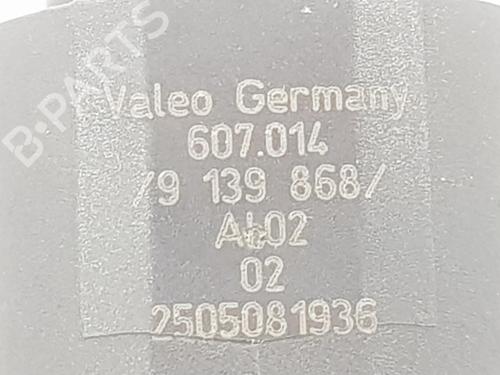 B-PARTS
Valeo Germany
607.014
/9 139 868/
02
2505081936